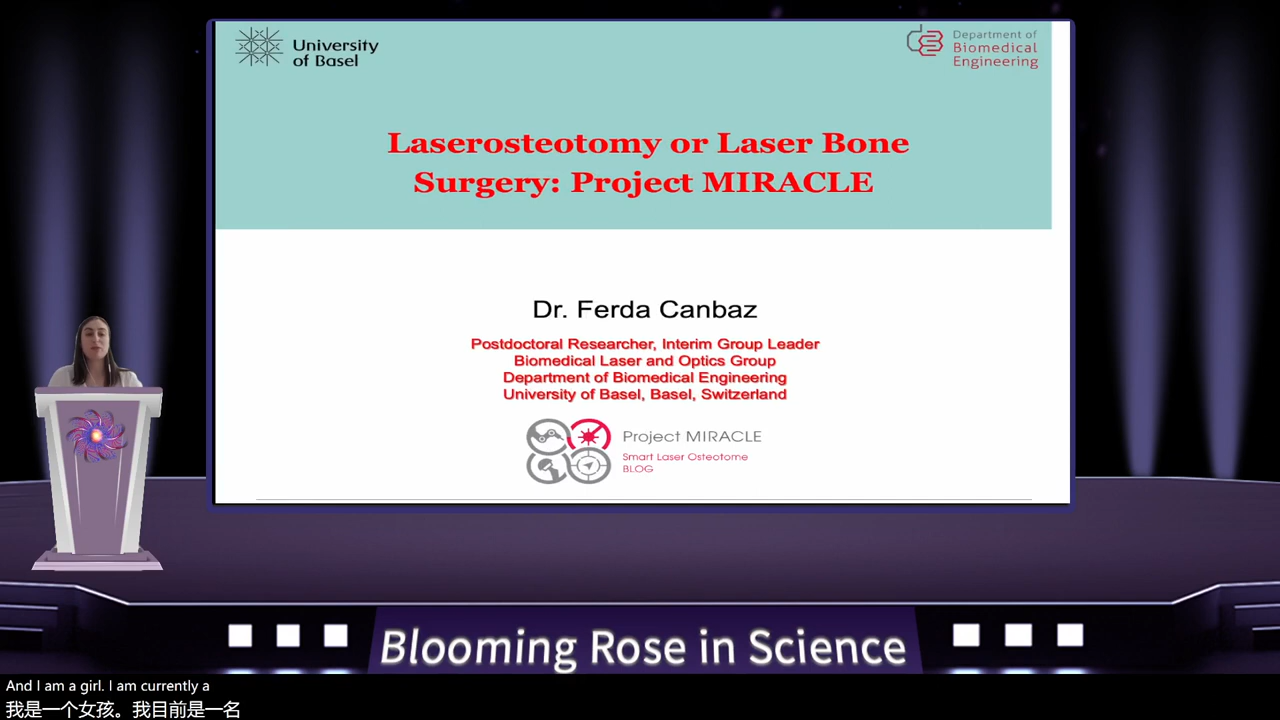 University
of Basel
Department of
Biomedical
Engineering
Laserosteotomy or Laser Bone
Surgery: Project MIRACLE
Dr. Ferda Canbaz
Postdoctoral Researcher, Interim Group Leader
Biomedical Laser and Optics Group
Department of Biomedical Engineering
University of Basel, Basel, Switzerland
Project MIRACLE
Smart Laser Osteotome
BLOG
Blooming Rose in Science
And I am a girl. I am currently a
我是一个女孩。我目前是一名